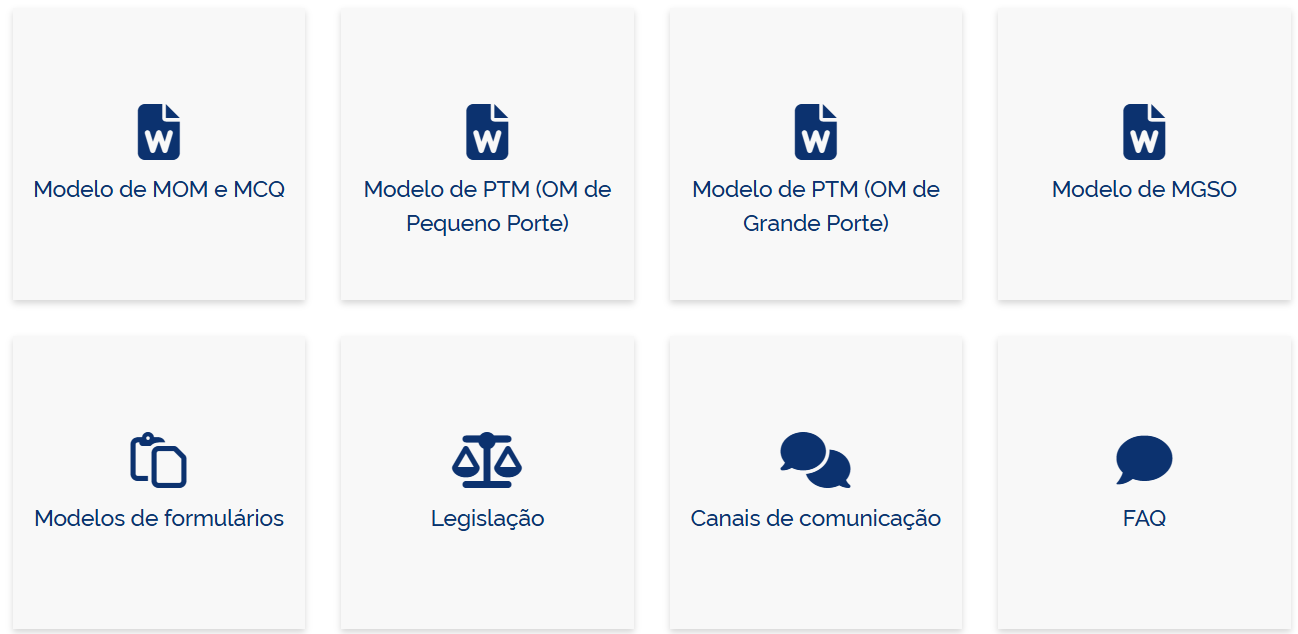 W
W
W
W
Modelo de MOM e MCQ
Modelo de PTM (OM de
Pequeno Porte)
Modelo de PTM (OM de
Grande Porte)
Modelo de MGSO
Modelos de formulários
Legislação
Canais de comunicação
FAQ